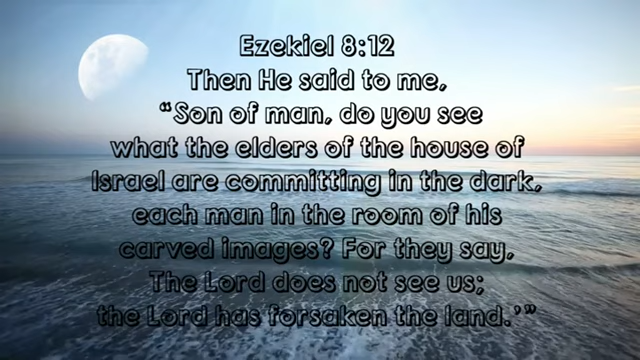 Ezekiel 8:12
Then He said to me,
“Son of man, do you see
what the elders of the house of
Israel are committing in the dark,
each man in the room of his
carved images? For they say,
The Lord does not see us;
the Lord has forsaken the land.’”